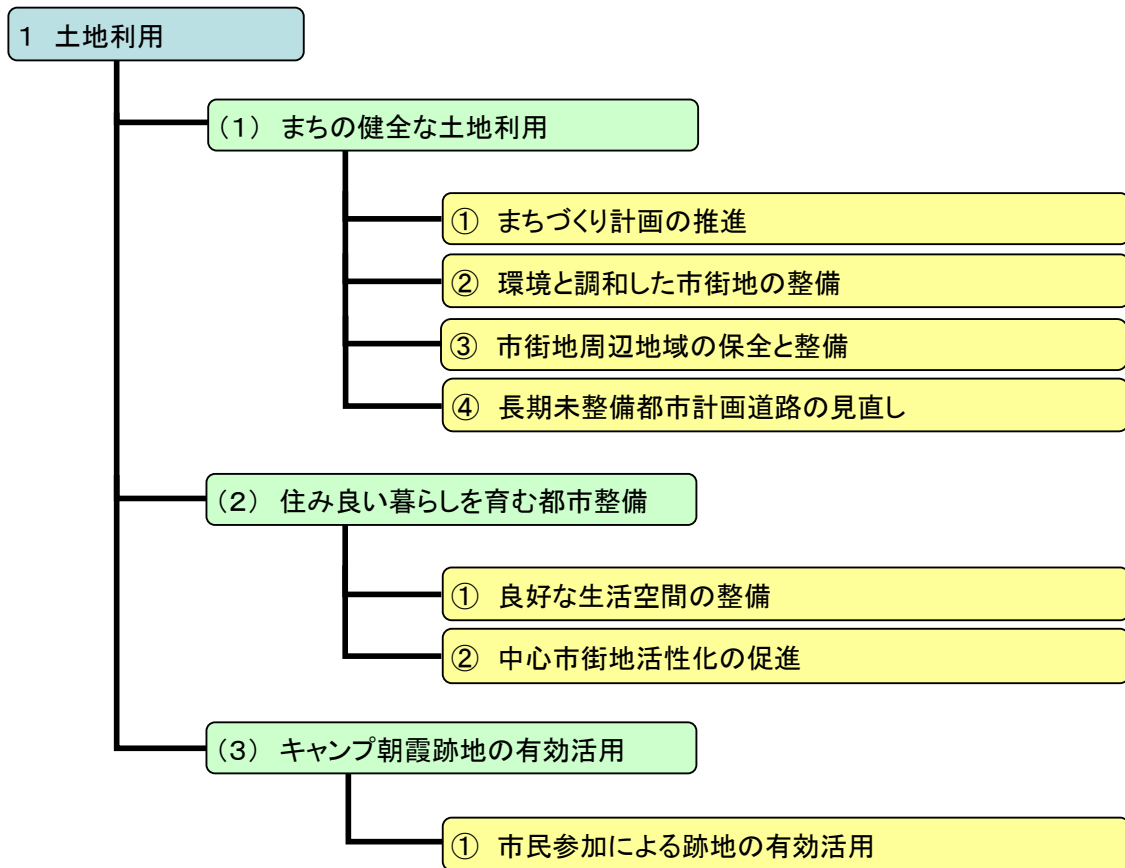 1 土地利用
(1) まちの健全な土地利用
① まちづくり計画の推進
② 環境と調和した市街地の整備
③ 市街地周辺地域の保全と整備
④ 長期未整備都市計画道路の見直し
(2) 住み良い暮らしを育む都市整備
① 良好な生活空間の整備
② 中心市街地活性化の促進
(3) キャンプ朝霞跡地の有効活用
① 市民参加による跡地の有効活用